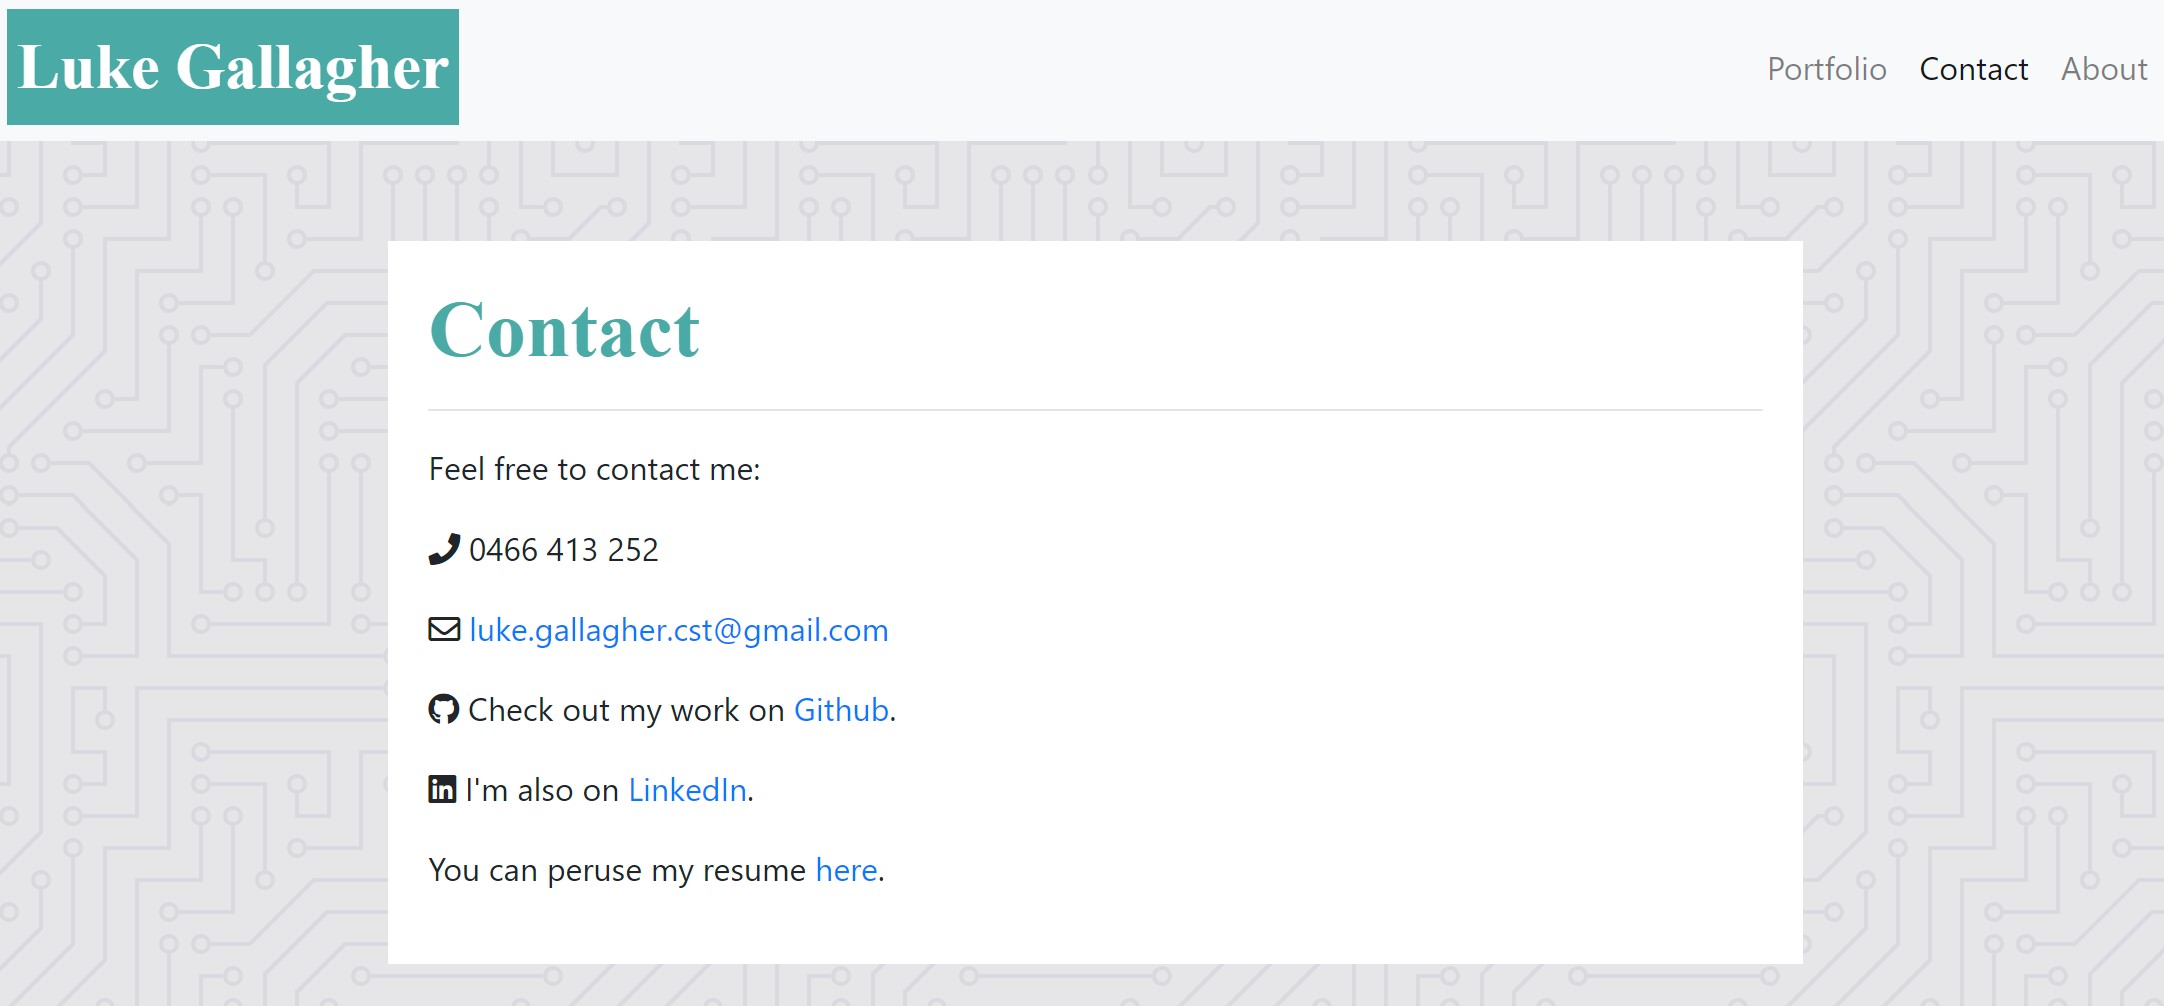 Luke Gallagher
Portfolio Contact About
Contact
Feel free to contact me:
0466 413 252
luke.gallagher.cst@gmail.com
Check out my work on Github.
I'm also on LinkedIn.
You can peruse my resume here.